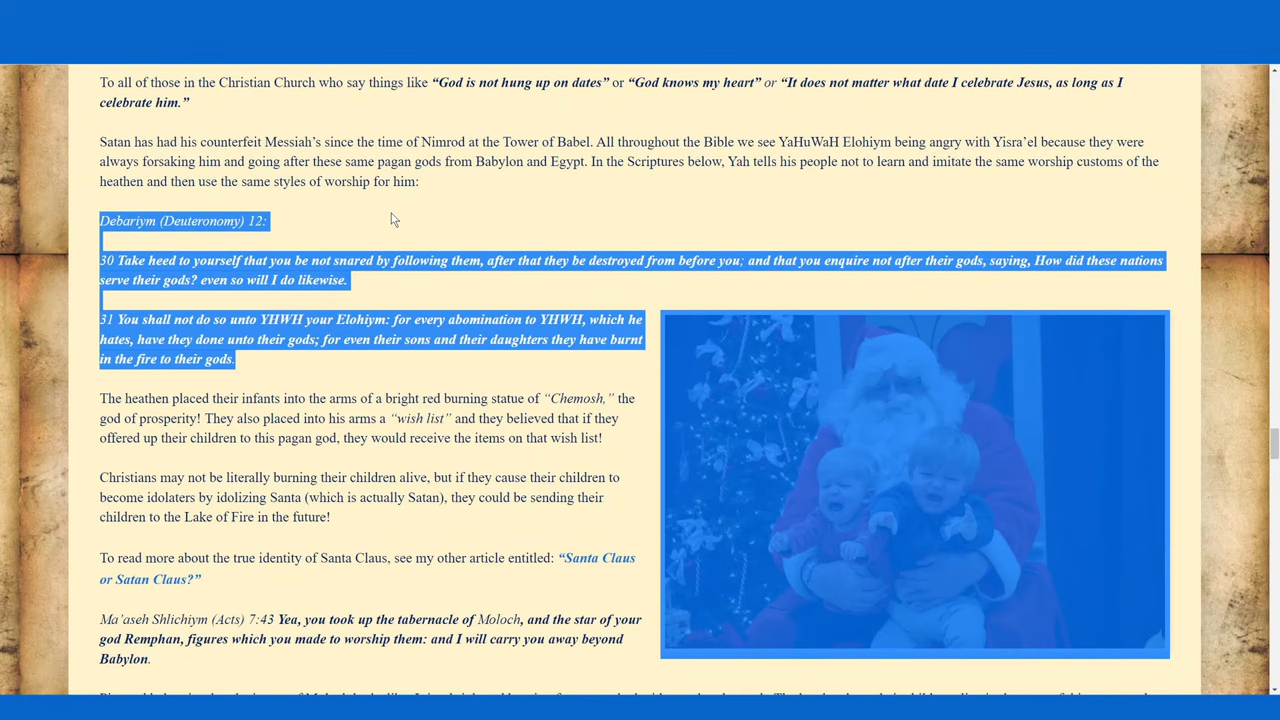 To all of those in the Christian Church who say things like “God is not hung up on dates” or “God knows my heart” or “It does not matter what date I celebrate Jesus, as long as I
celebrate him.”
Satan has had his counterfeit Messiah’s since the time of Nimrod at the Tower of Babel. All throughout the Bible we see YaHuWaH Elohiym being angry with Yisra’el because they were
always forsaking him and going after these same pagan gods from Babylon and Egypt. In the Scriptures below, Yah tells his people not to learn and imitate the same worship customs of the
heathen and then use the same styles of worship for him:
Debariym (Deuteronomy) 12:
30 Take heed to yourself that you be not snared by following them, after that they be destroyed from before you; and that you enquire not after their gods, saying, How did these nations
serve their gods? even so will I do likewise.
31 You shall not do so unto YHWH your Elohiym: for every abomination to YHWH, which he
hates, have they done unto their gods; for even their sons and their daughters they have burnt
in the fire to their gods.
The heathen placed their infants into the arms of a bright red burning statue of “Chemosh,” the
god of prosperity! They also placed into his arms a “wish list” and they believed that if they
offered up their children to this pagan god, they would receive the items on that wish list!
Christians may not be literally burning their children alive, but if they cause their children to
become idolaters by idolizing Santa (which is actually Satan), they could be sending their
children to the Lake of Fire in the future!
To read more about the true identity of Santa Claus, see my other article entitled: “Santa Claus
or Satan Claus?”
Ma’aseh Shlichiym (Acts) 7:43 Yea, you took up the tabernacle of Moloch, and the star of your
god Remphan, figures which you made to worship them: and I will carry you away beyond
Babylon.